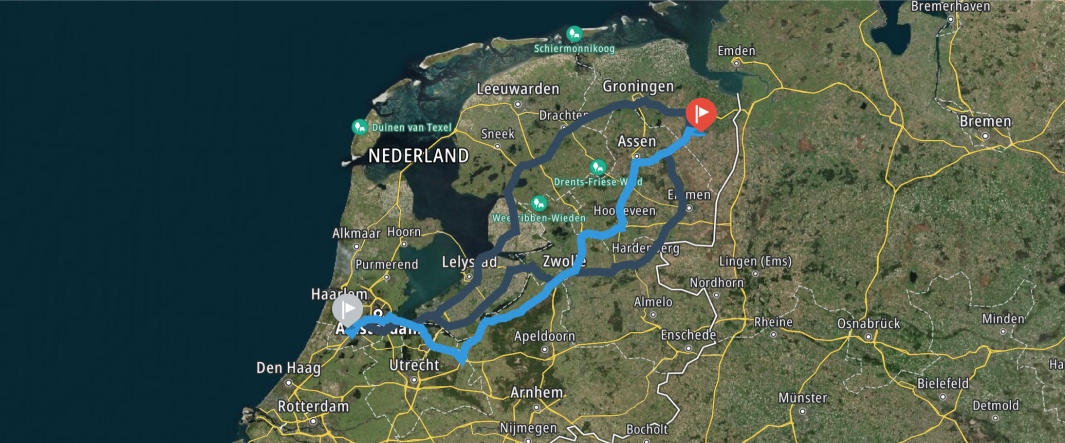 Bremerhaven
Schiermonnikoog
Emden
Leeuwarden
Groningen
Drachten
Bremen
Duinen van Texel
Sneek
Assen
NEDERLAND
Drents-Friese Wold
Emmen
Weerribben-Wieden
Hoogeveen
Alkmaar
Hoorn
Hardenberg
Purmerend
Lelystad
Zwolle
Lingen (Ems)
Nordhorn
Haarlem
Almelo
Amsterdam
Rheine
Osnabrück
Minden
Enschede
Apeldoorn
Utrecht
Ha
Den Haag
Bielefeld
Arnhem
Münster
Detmold
Rotterdam
Nijmegen
Bocholt